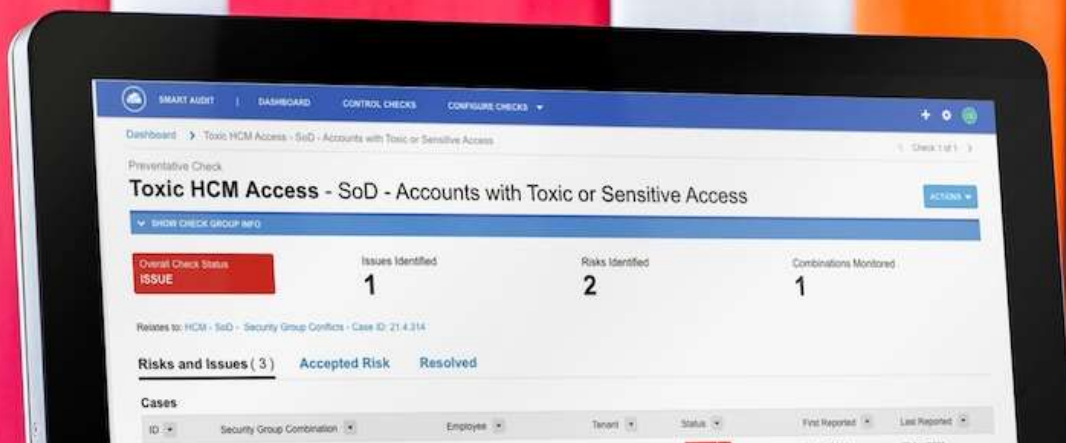 SMART AUDIT | DASHBOARD CONTROL CHECKS CONFIGURE CHECKS
Dashboard > Toxic HCM Access - SoD - Accounts with Toxic or Sensitive Access
Check 1 of 1
Preventative Check
Toxic HCM Access - SoD - Accounts with Toxic or Sensitive Access
ACTIONS
SHOW CHECK GROUP INFO
Overall Check Status Issues Identified Risks Identified Combinations Monitored
ISSUE 1 2 1
Relates to: HCM - SoD - Security Group Conflicts - Case ID: 21.4.314
Risks and Issues ( 3 ) Accepted Risk Resolved
Cases
ID Security Group Combination Employee Tenant Status First Reported Last Reported